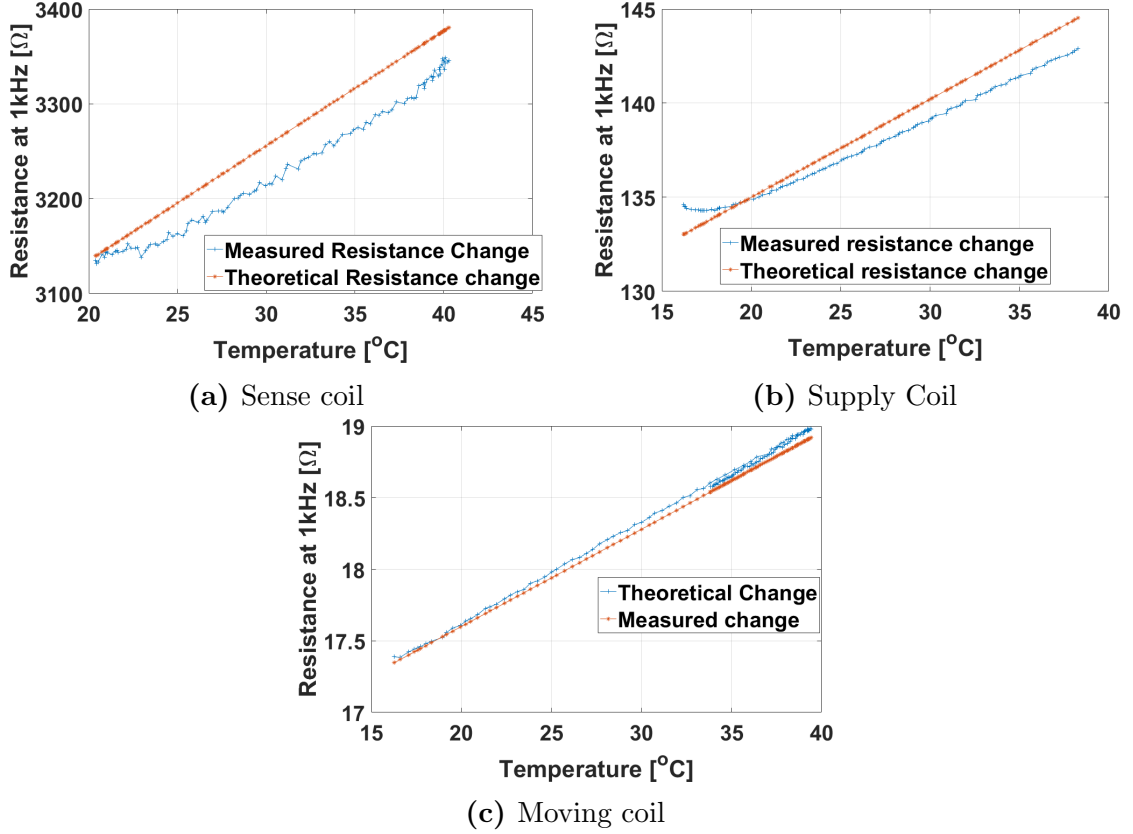 Resistance at 1kHz [Ω]
3400
3300
3200
3100
20 25 30 35 40 45
Temperature [°C]
Measured Resistance Change
Theoretical Resistance change
(a) Sense coil
Resistance at 1kHz [Ω]
145
140
135
130
15 20 25 30 35 40
Temperature [°C]
Measured resistance change
Theoretical resistance change
(b) Supply Coil
Resistance at 1kHz [Ω]
19
18.5
18
17.5
17
15 20 25 30 35 40
Temperature [°C]
Theoretical Change
Measured change
(c) Moving coil